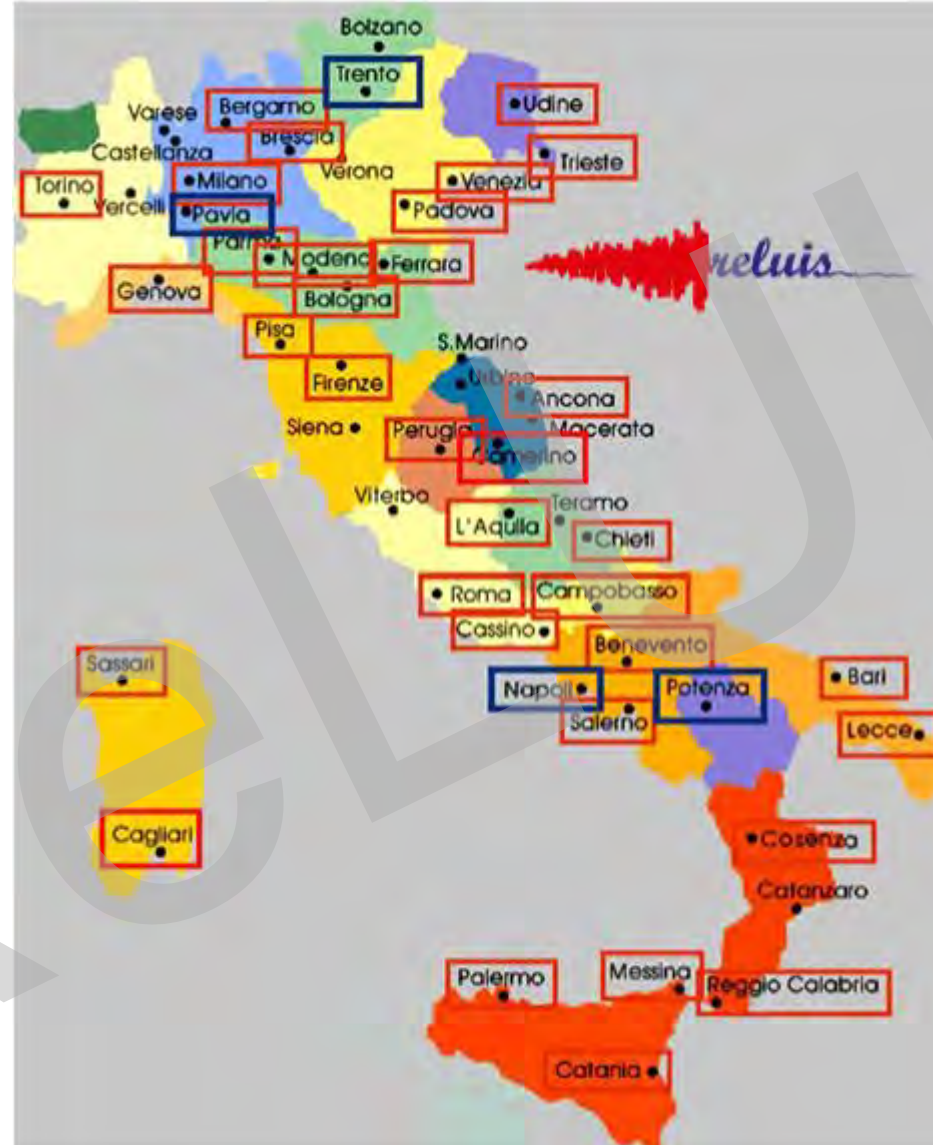 Bolzano
Trento
Udine
Varese
Bergamo
Castellanza
Brescia
Verona
Trieste
Torino
Vercelli
Milano
Venezia
Pavia
Padova
Parma
Modena
Ferrara
reluis
Genova
Bologna
Pisa
S.Marino
Firenze
Urbino
Ancona
Siena
Perugia
Macerata
Camerino
Viterbo
Teramo
L'Aquila
Chieti
Roma
Campobasso
Cassino
Benevento
Sassari
Napoli
Potenza
Bari
Salerno
Lecce
Cagliari
Cosenza
Catanzaro
Palermo
Messina
Reggio Calabria
Catania